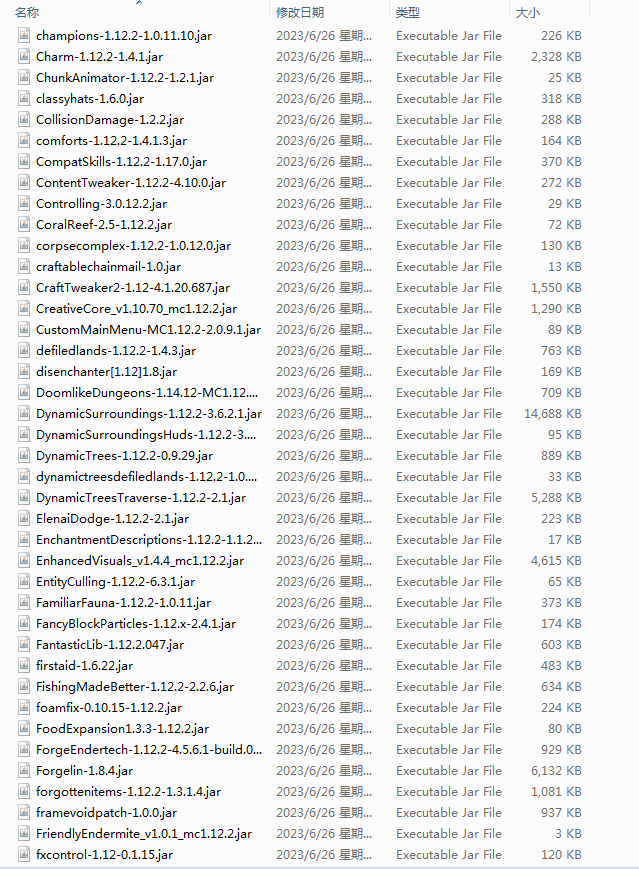 名称 修改日期 类型 大小
champions-1.12.2-1.0.11.10.jar 2023/6/26 星期... Executable Jar File 226 KB
Charm-1.12.2-1.4.1.jar 2023/6/26 星期... Executable Jar File 2,328 KB
ChunkAnimator-1.12.2-1.2.1.jar 2023/6/26 星期... Executable Jar File 25 KB
classyhats-1.6.0.jar 2023/6/26 星期... Executable Jar File 318 KB
CollisionDamage-1.2.2.jar 2023/6/26 星期... Executable Jar File 288 KB
comforts-1.12.2-1.4.1.3.jar 2023/6/26 星期... Executable Jar File 164 KB
CompatSkills-1.12.2-1.17.0.jar 2023/6/26 星期... Executable Jar File 370 KB
ContentTweaker-1.12.2-4.10.0.jar 2023/6/26 星期... Executable Jar File 272 KB
Controlling-3.0.12.2.jar 2023/6/26 星期... Executable Jar File 29 KB
CoralReef-2.5-1.12.2.jar 2023/6/26 星期... Executable Jar File 72 KB
corpsecomplex-1.12.2-1.0.12.0.jar 2023/6/26 星期... Executable Jar File 130 KB
craftablechainmail-1.0.jar 2023/6/26 星期... Executable Jar File 13 KB
CraftTweaker2-1.12-4.1.20.687.jar 2023/6/26 星期... Executable Jar File 1,550 KB
CreativeCore_v1.10.70_mc1.12.2.jar 2023/6/26 星期... Executable Jar File 1,290 KB
CustomMainMenu-MC1.12.2-2.0.9.1.jar 2023/6/26 星期... Executable Jar File 89 KB
defiledlands-1.12.2-1.4.3.jar 2023/6/26 星期... Executable Jar File 763 KB
disenchanter[1.12]1.8.jar 2023/6/26 星期... Executable Jar File 169 KB
DoomlikeDungeons-1.14.12-MC1.12.... 2023/6/26 星期... Executable Jar File 709 KB
DynamicSurroundings-1.12.2-3.6.2.1.jar 2023/6/26 星期... Executable Jar File 14,688 KB
DynamicSurroundingsHuds-1.12.2-3.... 2023/6/26 星期... Executable Jar File 95 KB
DynamicTrees-1.12.2-0.9.29.jar 2023/6/26 星期... Executable Jar File 889 KB
dynamictreesdefiledlands-1.12.2-1.0.... 2023/6/26 星期... Executable Jar File 33 KB
DynamicTreesTraverse-1.12.2-2.1.jar 2023/6/26 星期... Executable Jar File 5,288 KB
ElenaiDodge-1.12.2-2.1.jar 2023/6/26 星期... Executable Jar File 223 KB
EnchantmentDescriptions-1.12.2-1.1.2... 2023/6/26 星期... Executable Jar File 17 KB
EnhancedVisuals_v1.4.4_mc1.12.2.jar 2023/6/26 星期... Executable Jar File 4,615 KB
EntityCulling-1.12.2-6.3.1.jar 2023/6/26 星期... Executable Jar File 65 KB
FamiliarFauna-1.12.2-1.0.11.jar 2023/6/26 星期... Executable Jar File 373 KB
FancyBlockParticles-1.12.x-2.4.1.jar 2023/6/26 星期... Executable Jar File 174 KB
FantasticLib-1.12.2.047.jar 2023/6/26 星期... Executable Jar File 603 KB
firstaid-1.6.22.jar 2023/6/26 星期... Executable Jar File 483 KB
FishingMadeBetter-1.12.2-2.2.6.jar 2023/6/26 星期... Executable Jar File 634 KB
foamfix-0.10.15-1.12.2.jar 2023/6/26 星期... Executable Jar File 224 KB
FoodExpansion1.3.3-1.12.2.jar 2023/6/26 星期... Executable Jar File 80 KB
ForgeEndertech-1.12.2-4.5.6.1-build.0... 2023/6/26 星期... Executable Jar File 929 KB
Forgelin-1.8.4.jar 2023/6/26 星期... Executable Jar File 6,132 KB
forgottenitems-1.12.2-1.3.1.4.jar 2023/6/26 星期... Executable Jar File 1,081 KB
framevoidpatch-1.0.0.jar 2023/6/26 星期... Executable Jar File 937 KB
FriendlyEndermite_v1.0.1_mc1.12.2.jar 2023/6/26 星期... Executable Jar File 3 KB
fxcontrol-1.12-0.1.15.jar 2023/6/26 星期... Executable Jar File 120 KB